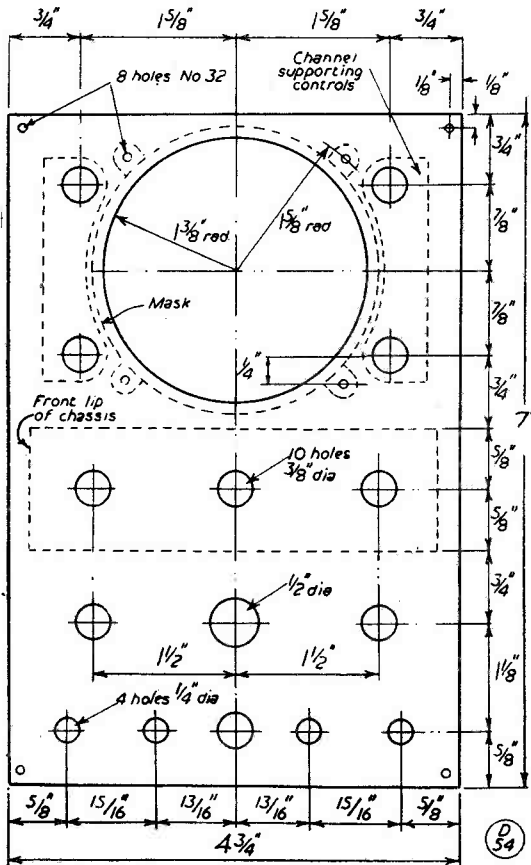 3/4" 1 5/8" 1 5/8" 3/4"
8 holes No. 32
Channel
supporting
controls
1/8" 1/8"
3/4"
7/8"
1 3/8" rad
1 5/8" rad
Mask
7/8"
1/4"
3/4"
7"
Front lip
of chassis
10 holes
3/8" dia
5/8"
5/8"
1/2" dia
3/4"
1 1/2" 1 1/2"
1 1/8"
4 holes 1/4" dia
5/8"
5/8" 15/16" 13/16" 13/16" 15/16" 5/8"
4 3/4"
D
54